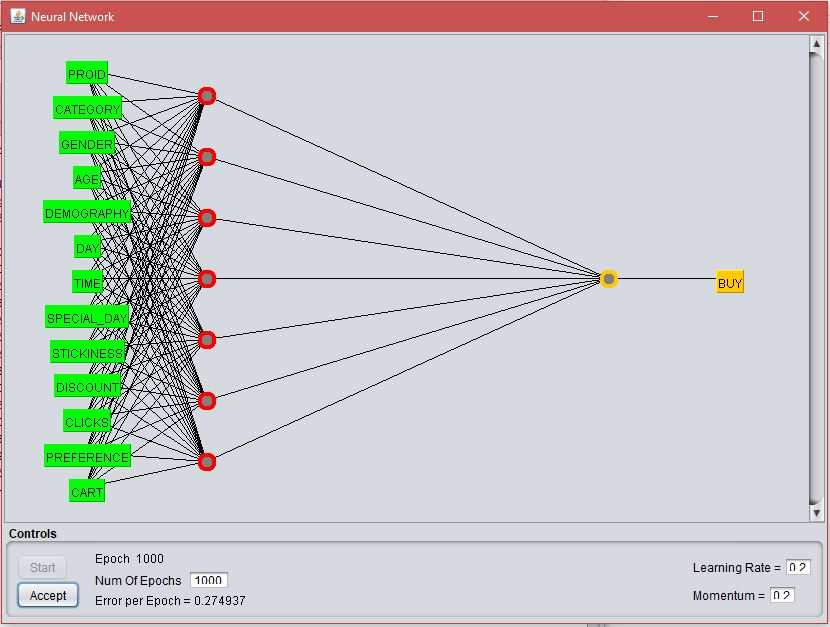 Neural Network
PROID
CATEGORY
GENDER
AGE
DEMOGRAPHY
DAY
TIME
SPECIAL_DAY
STICKINESS
DISCOUNT
CLICKS
PREFERENCE
CART
BUY
Controls
Start
Accept
Epoch 1000
Num Of Epochs 1000
Error per Epoch = 0.274937
Learning Rate = 0.2
Momentum = 0.2